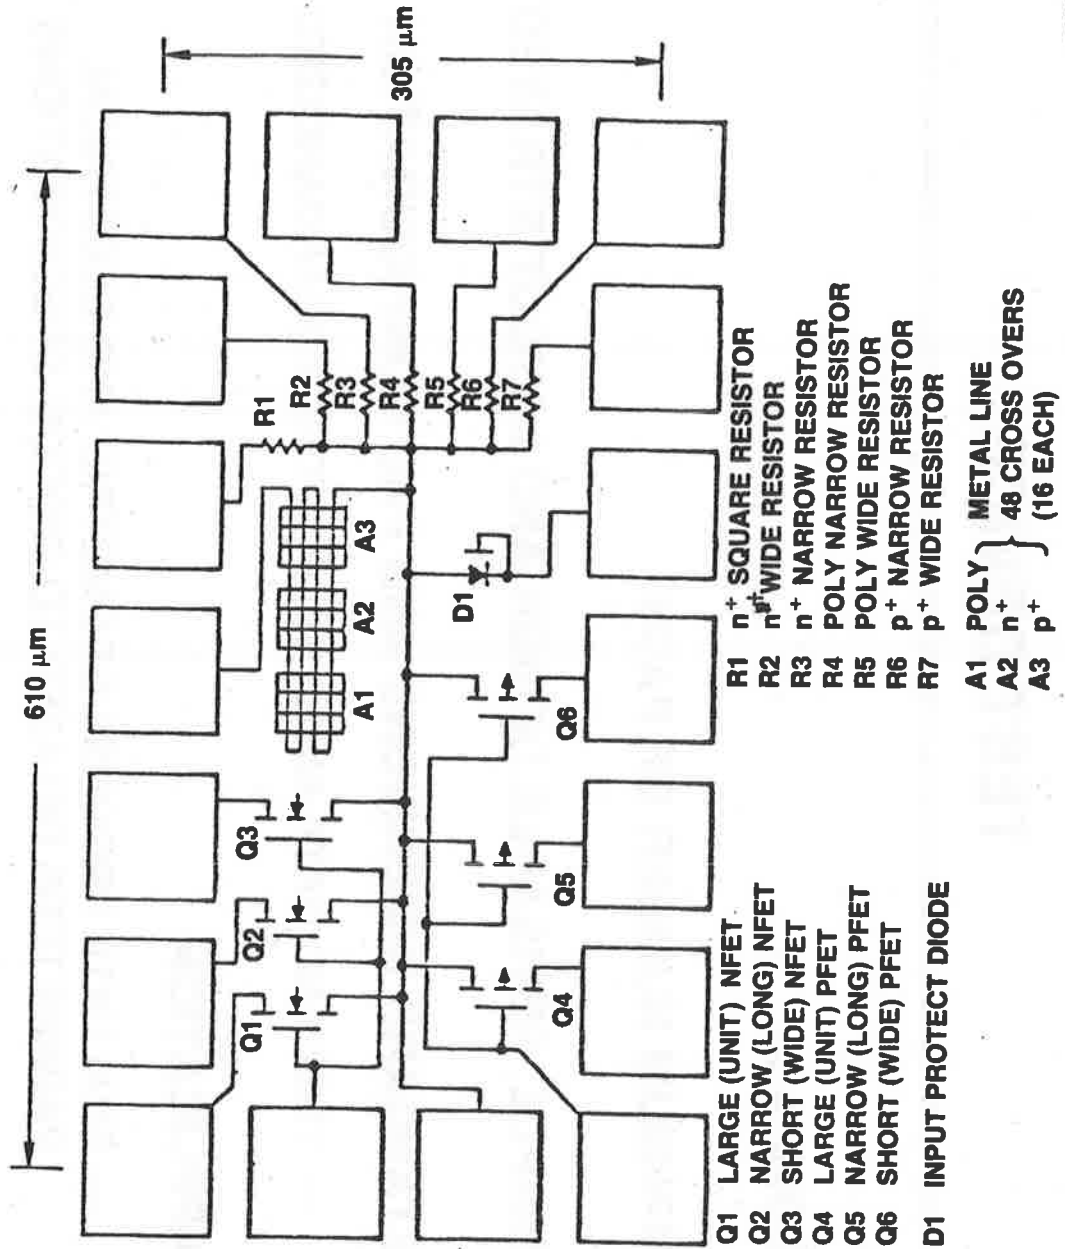 610 μm
305 μm
Q1
Q2
Q3
A1
A2
A3
R1
R2
R3
R4
R5
R6
R7
Q4
Q5
Q6
D1
Q1 LARGE (UNIT) NFET
Q2 NARROW (LONG) NFET
Q3 SHORT (WIDE) NFET
Q4 LARGE (UNIT) PFET
Q5 NARROW (LONG) PFET
Q6 SHORT (WIDE) PFET
D1 INPUT PROTECT DIODE
R1 n+ SQUARE RESISTOR
R2 n+ WIDE RESISTOR
R3 n+ NARROW RESISTOR
R4 POLY NARROW RESISTOR
R5 POLY WIDE RESISTOR
R6 p+ NARROW RESISTOR
R7 p+ WIDE RESISTOR
A1 POLY } METAL LINE
A2 n+ } 48 CROSS OVERS
A3 p+ } (16 EACH)